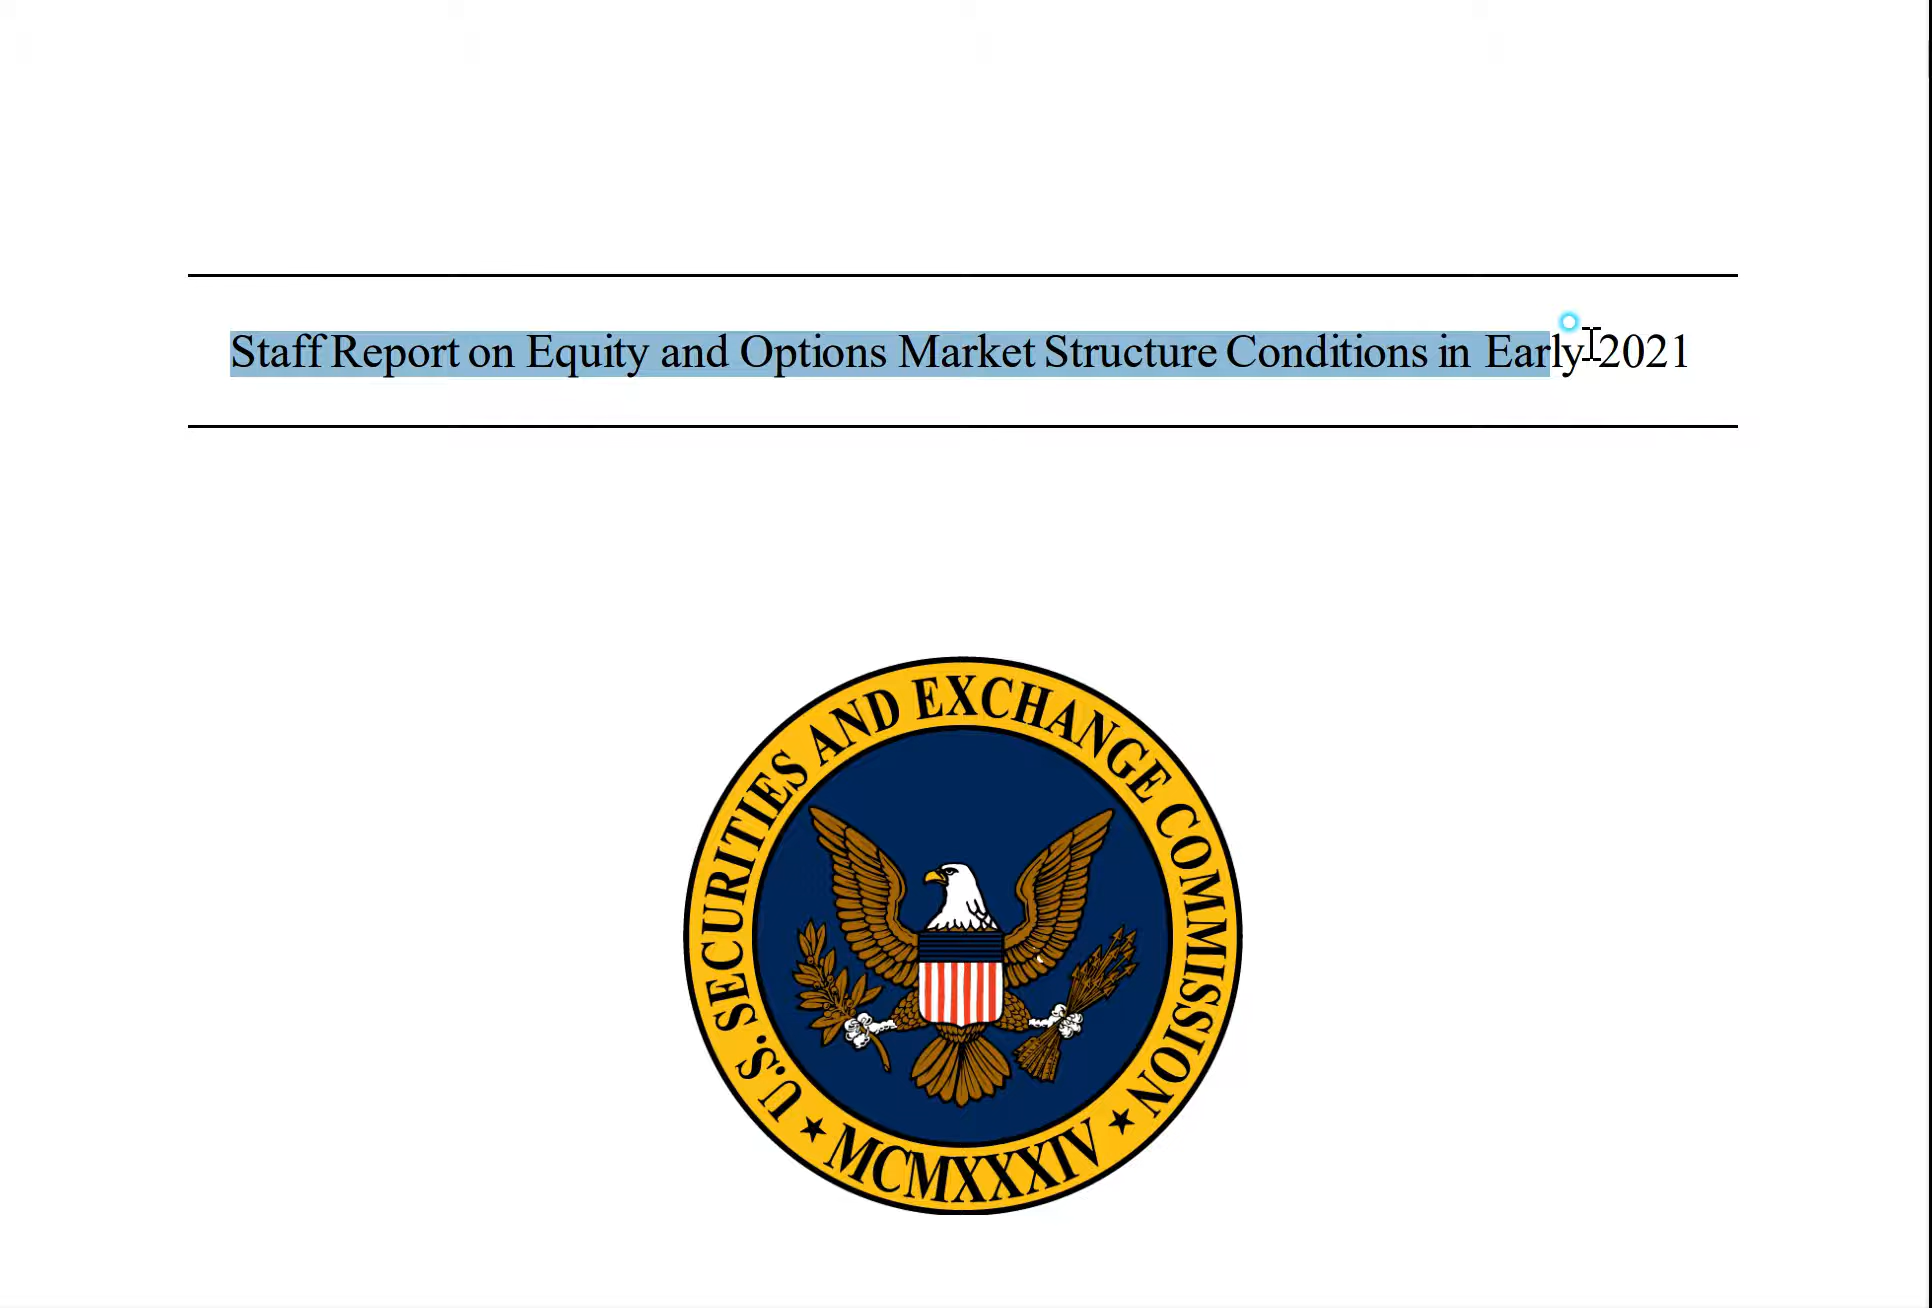 Staff Report on Equity and Options Market Structure Conditions in Early 2021
U.S. SECURITIES AND EXCHANGE COMMISSION
MCMXXXIV